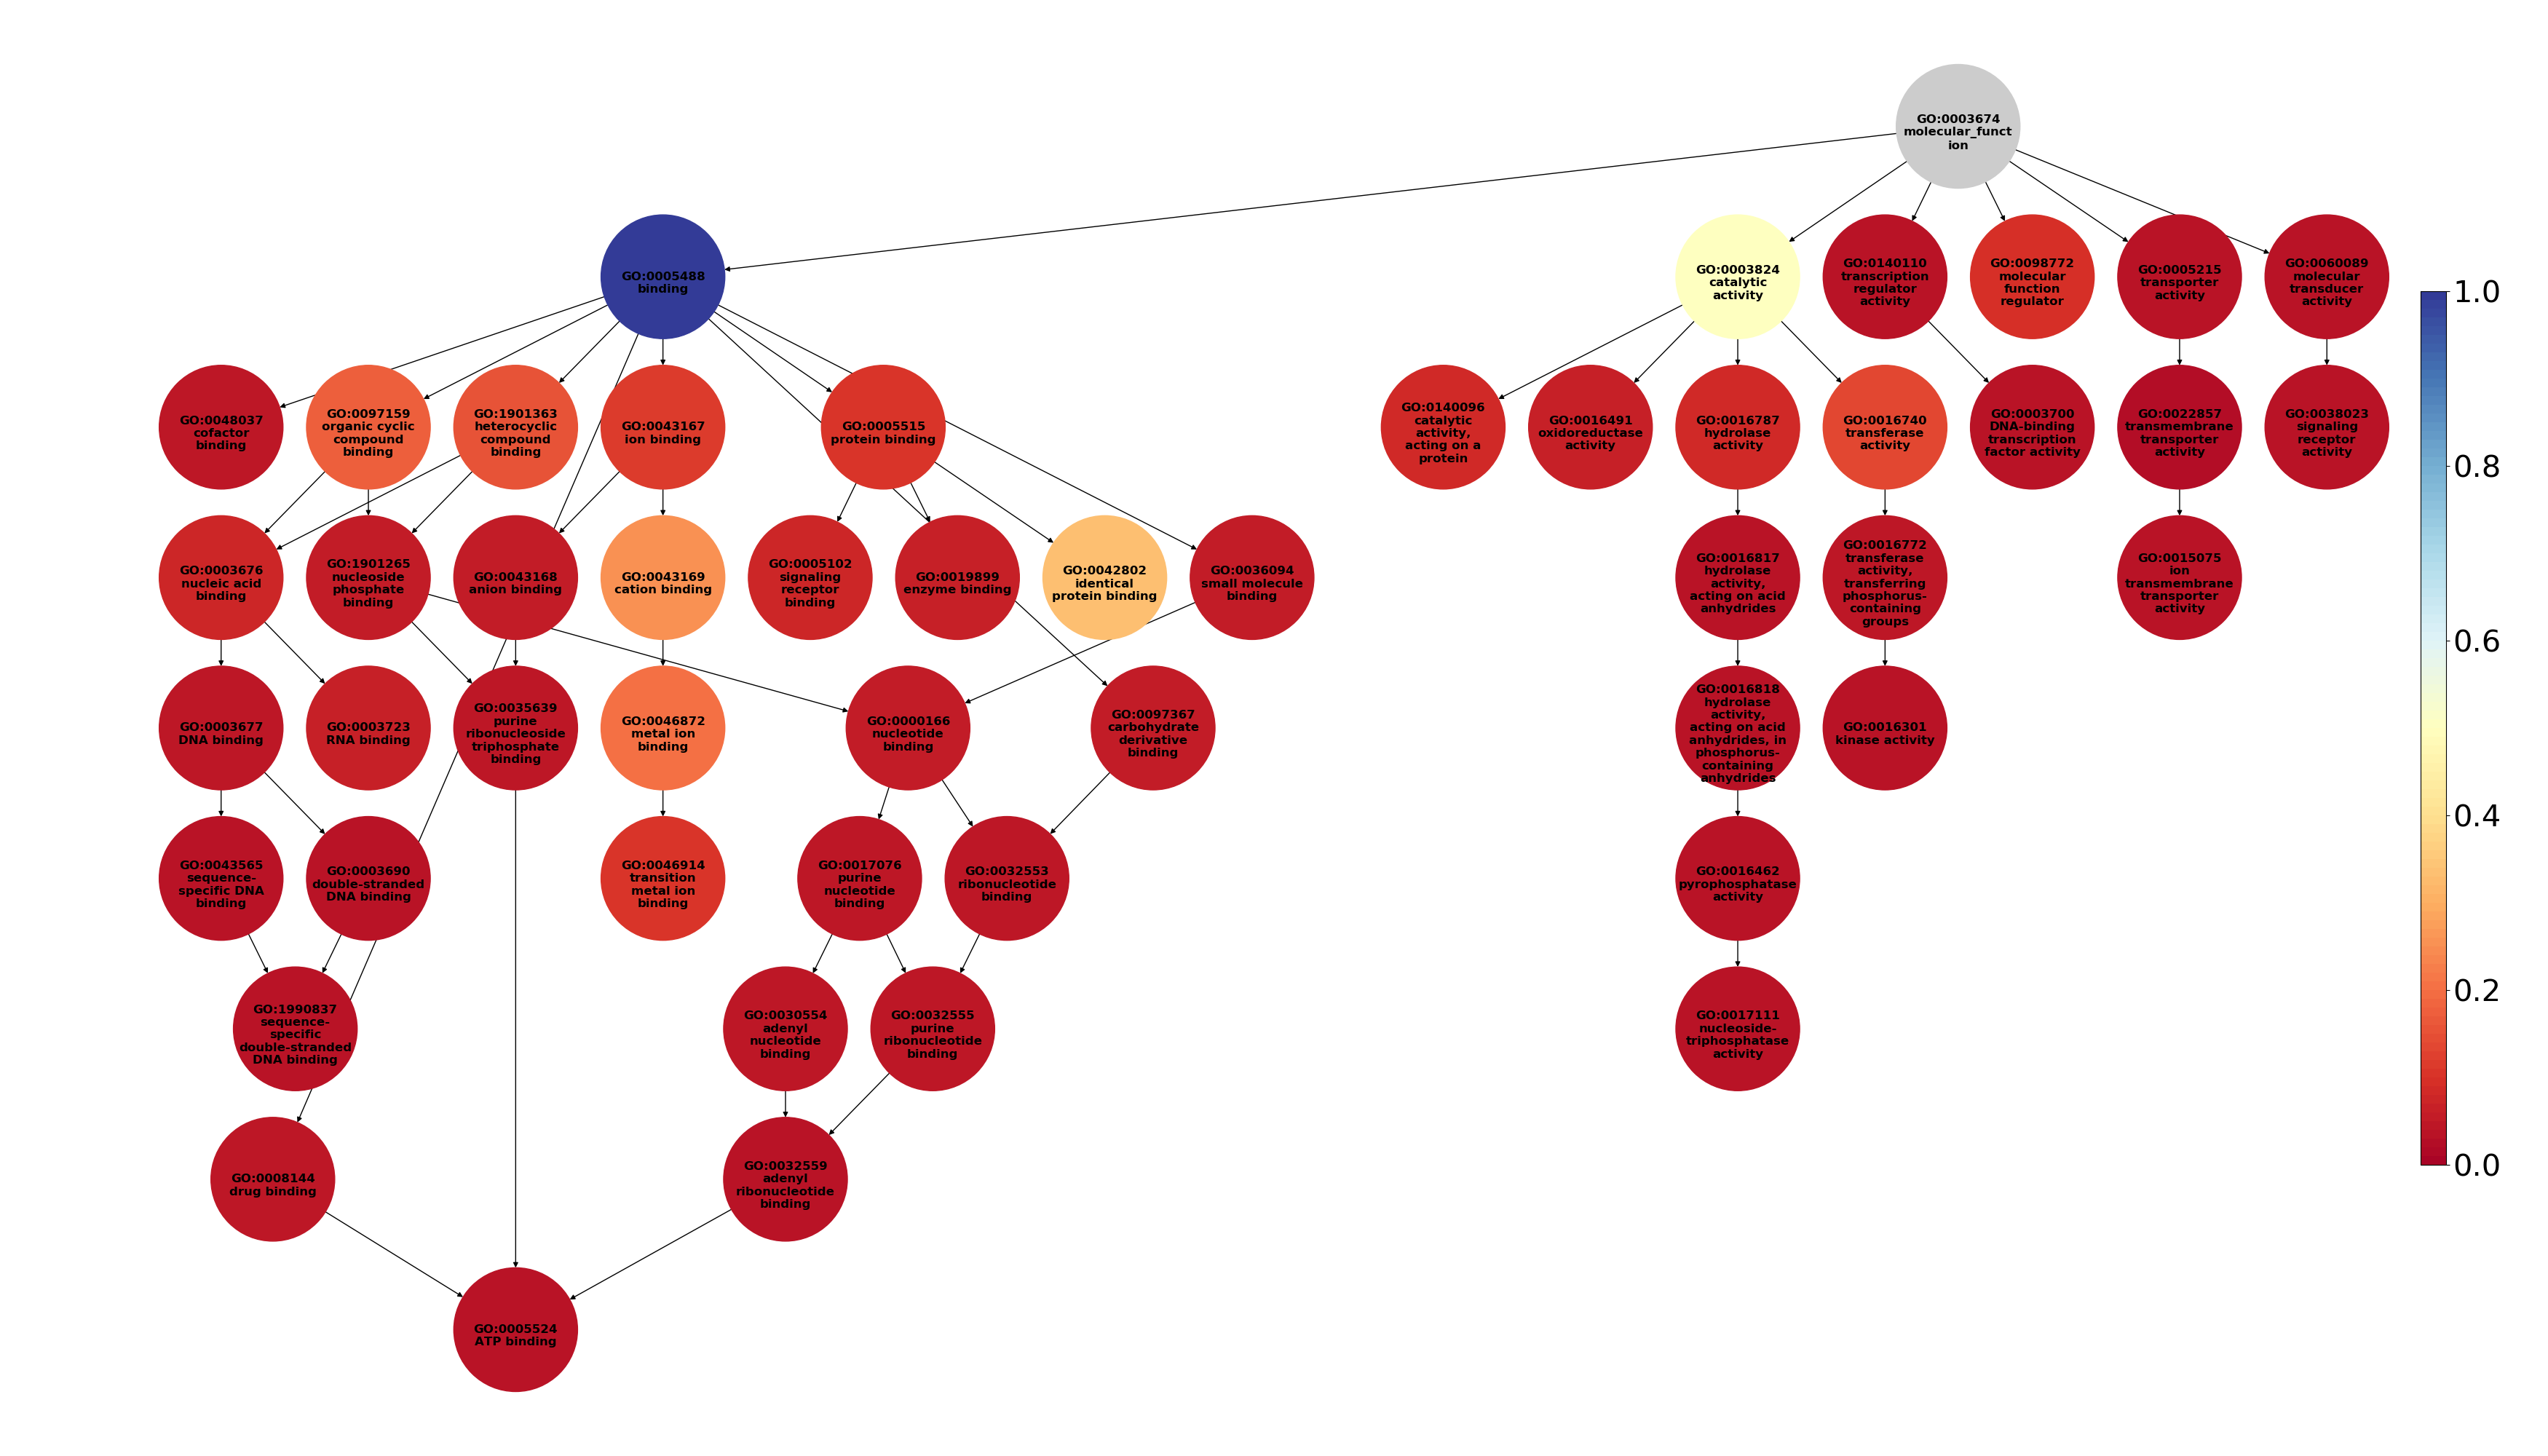 GO:0003674
molecular_funct
ion
GO:0005488
binding
GO:0003824
catalytic
activity
GO:0140110
transcription
regulator
activity
GO:0098772
molecular
function
regulator
GO:0005215
transporter
activity
GO:0060089
molecular
transducer
activity
GO:0048037
cofactor
binding
GO:0097159
organic cyclic
compound
binding
GO:1901363
heterocyclic
compound
binding
GO:0043167
ion binding
GO:0005515
protein binding
GO:0140096
catalytic
activity,
acting on a
protein
GO:0016491
oxidoreductase
activity
GO:0016787
hydrolase
activity
GO:0016740
transferase
activity
GO:0003700
DNA-binding
transcription
factor activity
GO:0022857
transmembrane
transporter
activity
GO:0038023
signaling
receptor
activity
GO:0003676
nucleic acid
binding
GO:1901265
nucleoside
phosphate
binding
GO:0043168
anion binding
GO:0043169
cation binding
GO:0005102
signaling
receptor
binding
GO:0019899
enzyme binding
GO:0042802
identical
protein binding
GO:0036094
small molecule
binding
GO:0016817
hydrolase
activity,
acting on acid
anhydrides
GO:0016772
transferase
activity,
transferring
phosphorus-
containing
groups
GO:0015075
ion
transmembrane
transporter
activity
GO:0003677
DNA binding
GO:0003723
RNA binding
GO:0035639
purine
ribonucleoside
triphosphate
binding
GO:0046872
metal ion
binding
GO:0000166
nucleotide
binding
GO:0097367
carbohydrate
derivative
binding
GO:0016818
hydrolase
activity,
acting on acid
anhydrides, in
phosphorus-
containing
anhydrides
GO:0016301
kinase activity
GO:0043565
sequence-
specific DNA
binding
GO:0003690
double-stranded
DNA binding
GO:0046914
transition
metal ion
binding
GO:0017076
purine
nucleotide
binding
GO:0032553
ribonucleotide
binding
GO:0016462
pyrophosphatase
activity
GO:1990837
sequence-
specific
double-stranded
DNA binding
GO:0030554
adenyl
nucleotide
binding
GO:0032555
purine
ribonucleotide
binding
GO:0017111
nucleoside-
triphosphatase
activity
GO:0008144
drug binding
GO:0032559
adenyl
ribonucleotide
binding
GO:0005524
ATP binding
1.0
0.8
0.6
0.4
0.2
0.0